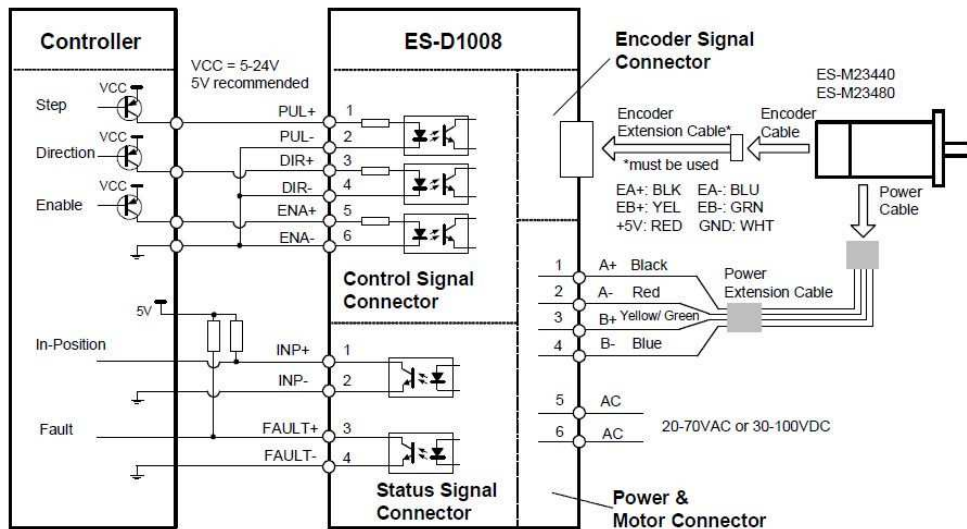 Controller
VCC = 5-24V
5V recommended
VCC
Step
VCC
Direction
VCC
Enable
5V
In-Position
Fault
ES-D1008
PUL+ 1
PUL- 2
DIR+ 3
DIR- 4
ENA+ 5
ENA- 6
Control Signal
Connector
INP+ 1
INP- 2
FAULT+ 3
FAULT- 4
Status Signal
Connector
Encoder Signal
Connector
ES-M23440
ES-M23480
Encoder
Extension Cable*
*must be used
Encoder
Cable
EA+: BLK EA-: BLU
EB+: YEL EB-: GRN
+5V: RED GND: WHT
Power
Cable
1 A+ Black
2 A- Red
3 B+ Yellow/ Green
4 B- Blue
Power
Extension Cable
5 AC
6 AC
20-70VAC or 30-100VDC
Power &
Motor Connector